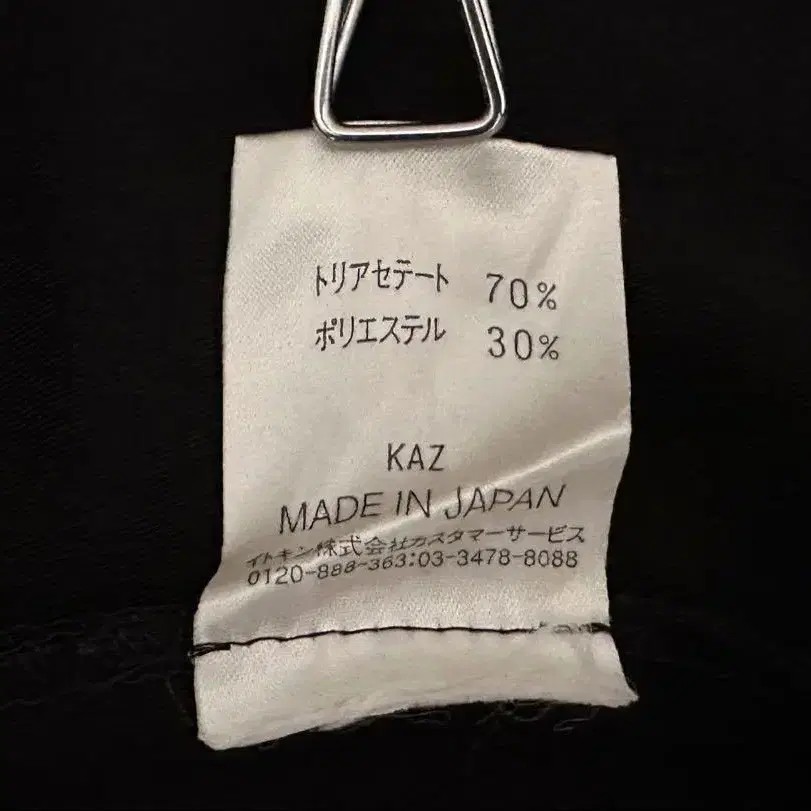 トリアセテート 70%
ポリエステル 30%
KAZ
MADE IN JAPAN
イトキン株式会社カスタマーサービス
0120-888-363:03-3478-8088